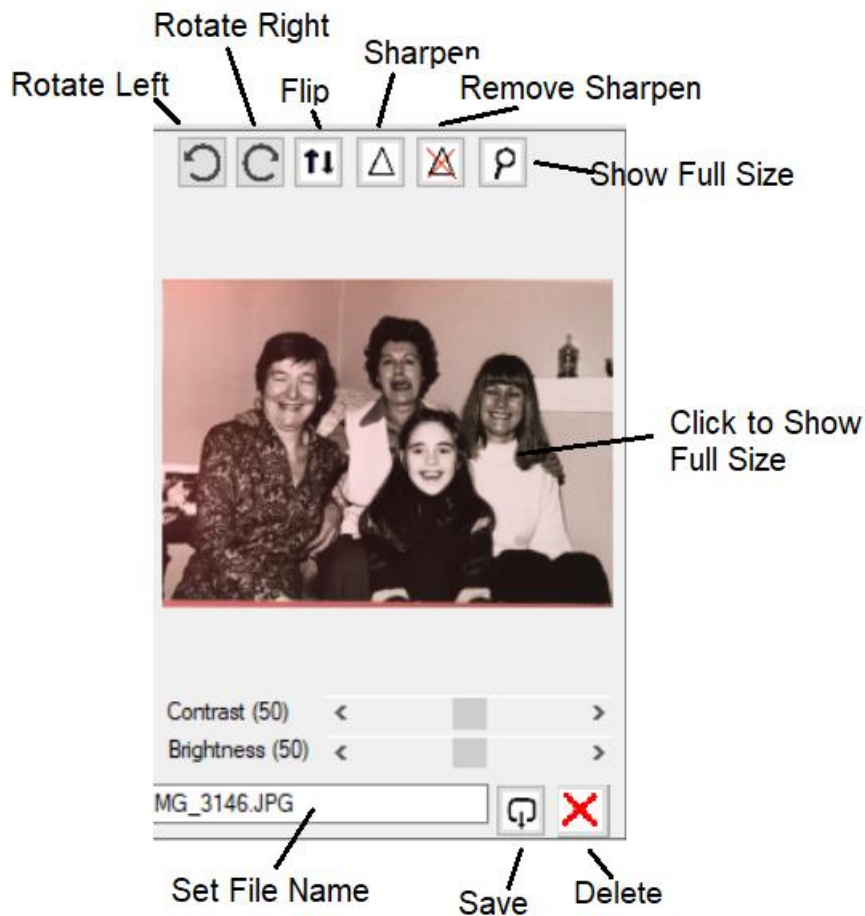 Rotate Right
Sharpen
Rotate Left
Flip
Remove Sharpen
Show Full Size
Click to Show
Full Size
Contrast (50)
Brightness (50)
MG_3146.JPG
Set File Name
Save
Delete